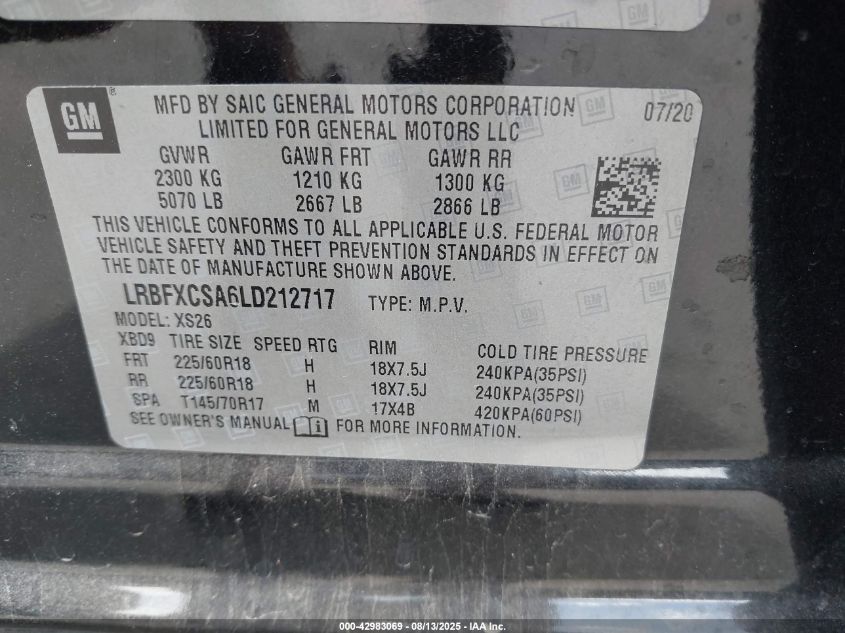 GM ®
MFD BY SAIC GENERAL MOTORS CORPORATION 07/20
LIMITED FOR GENERAL MOTORS LLC
GVWR GAWR FRT GAWR RR
2300 KG 1210 KG 1300 KG
5070 LB 2667 LB 2866 LB
THIS VEHICLE CONFORMS TO ALL APPLICABLE U.S. FEDERAL MOTOR
VEHICLE SAFETY AND THEFT PREVENTION STANDARDS IN EFFECT ON
THE DATE OF MANUFACTURE SHOWN ABOVE.
LRBFXCSA6LD212717 TYPE: M.P.V.
MODEL: XS26
XBD9 TIRE SIZE SPEED RTG RIM COLD TIRE PRESSURE
FRT 225/60R18 H 18X7.5J 240KPA(35PSI)
RR 225/60R18 H 18X7.5J 240KPA(35PSI)
SPA T145/70R17 M 17X4B 420KPA(60PSI)
SEE OWNER'S MANUAL i FOR MORE INFORMATION.
000-42983069 - 08/13/2025 - IAA Inc.